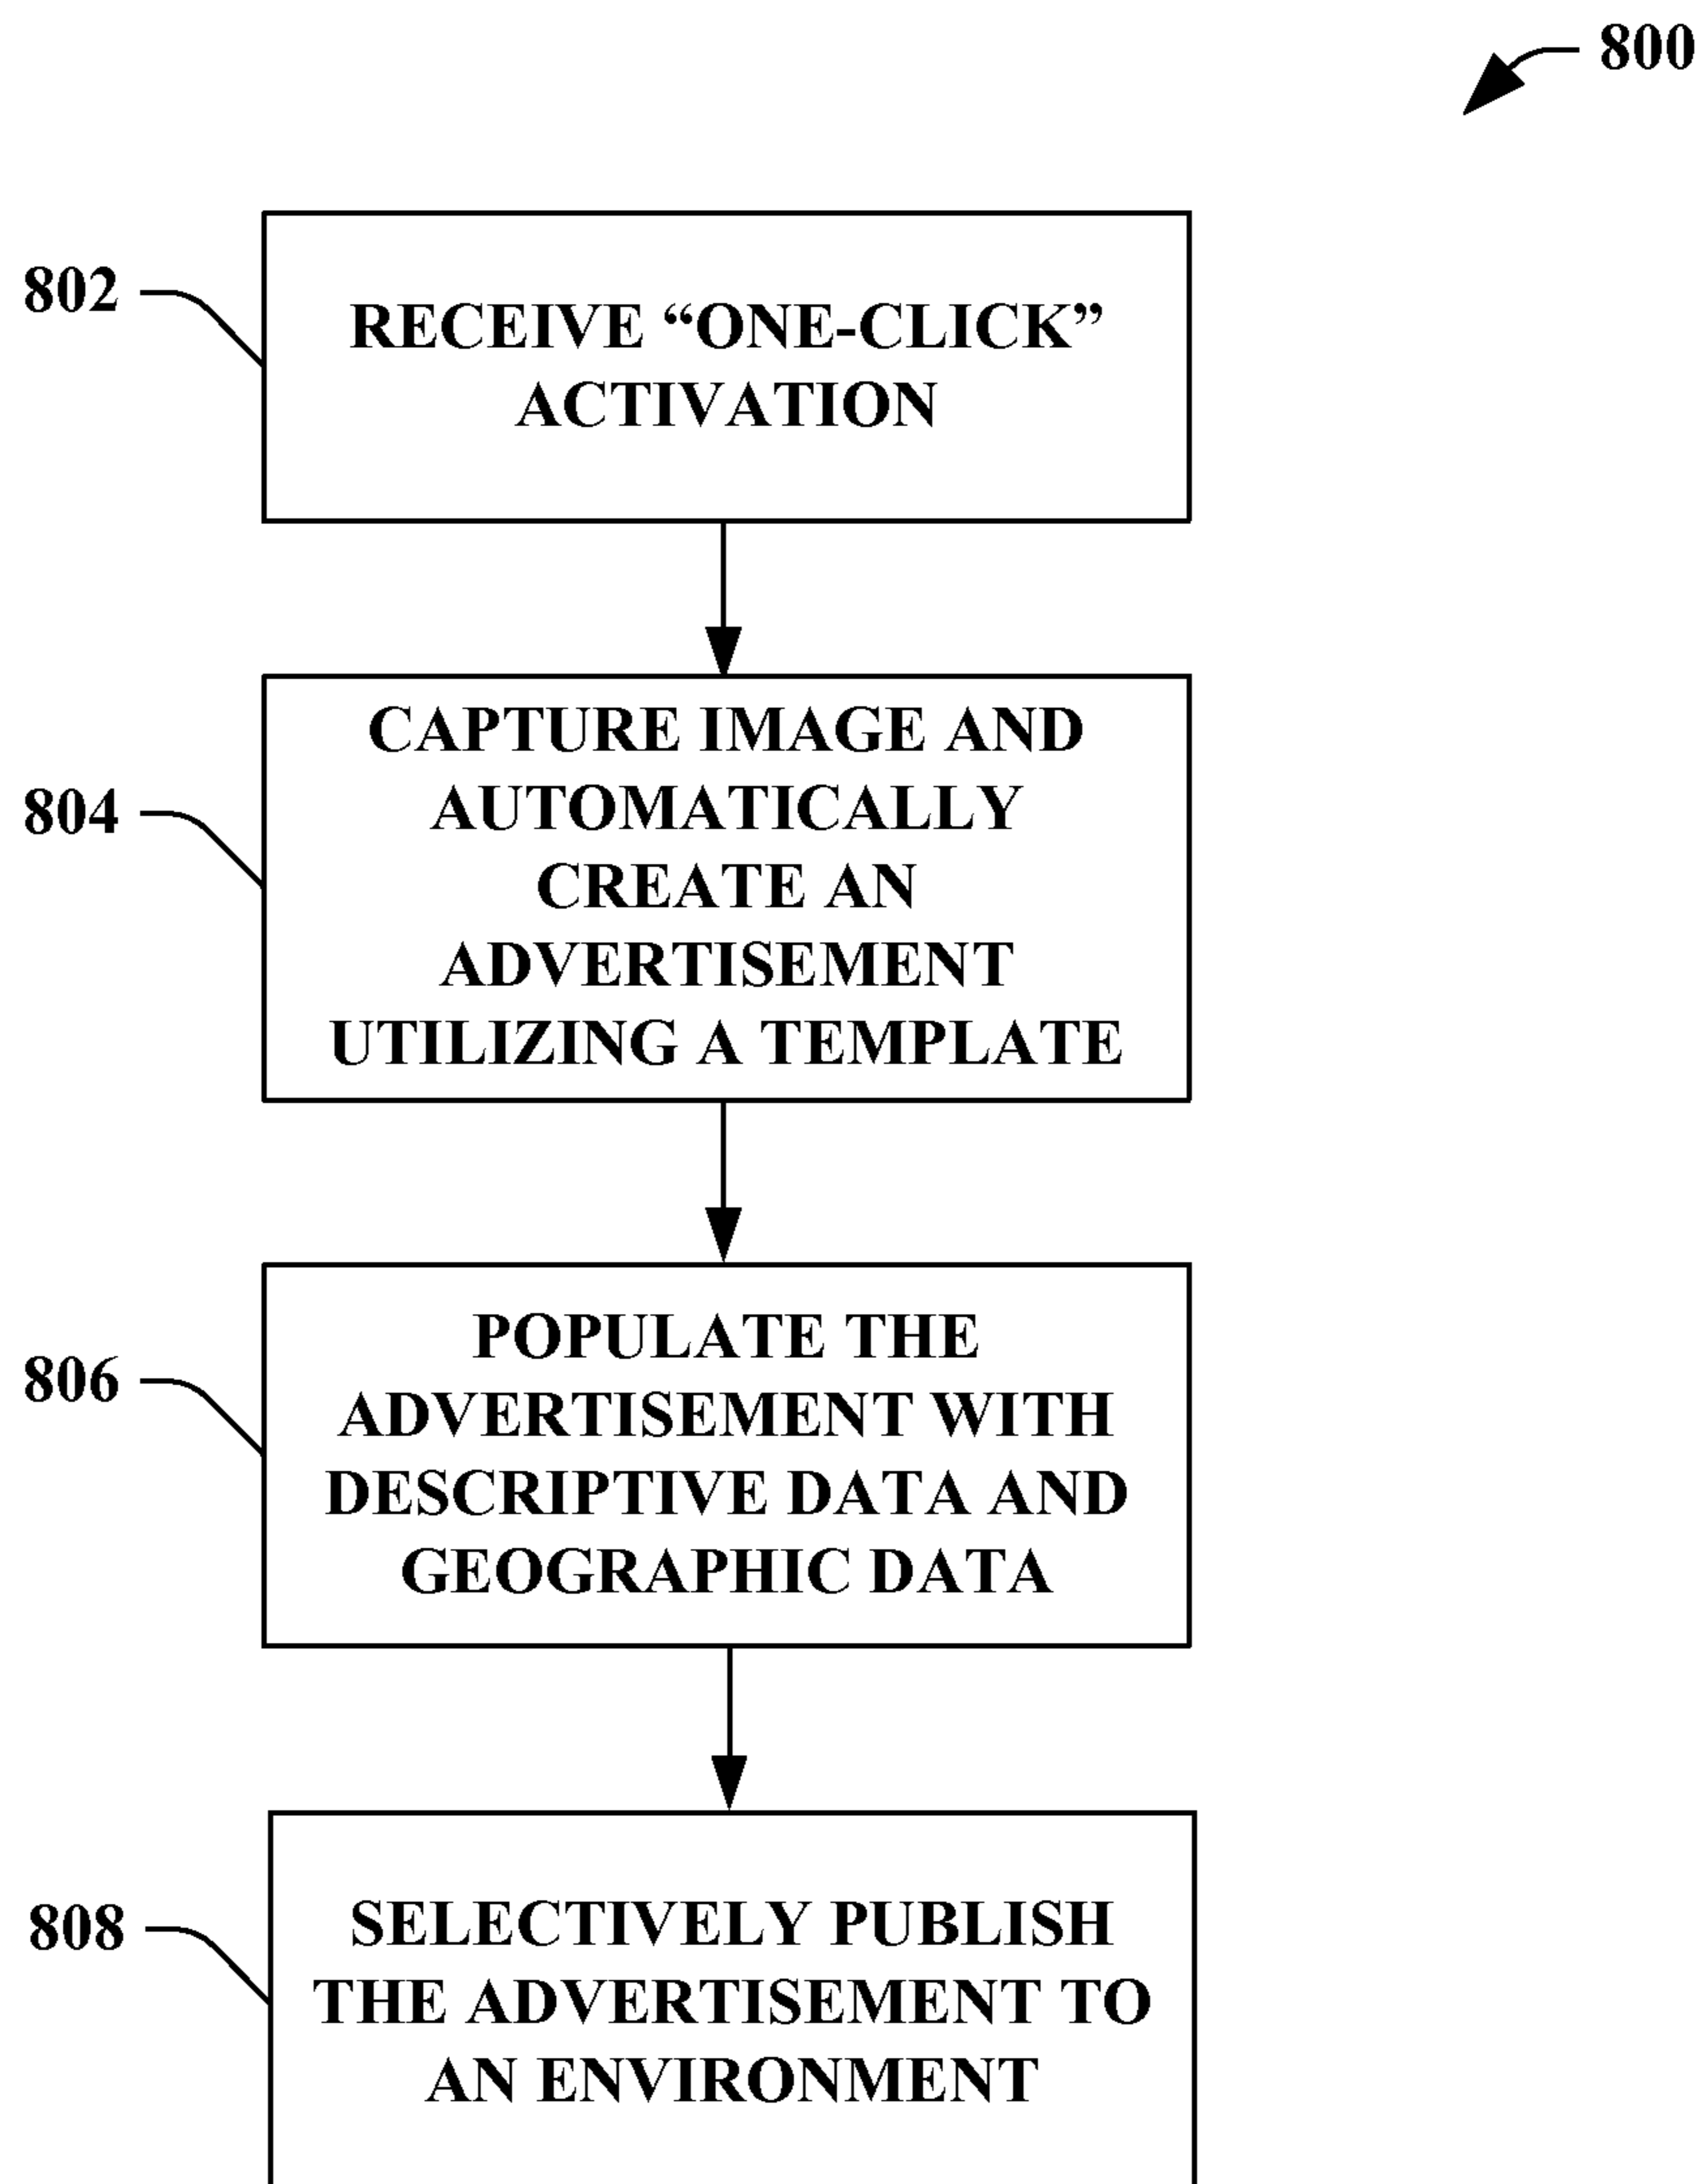 800
802
RECEIVE “ONE-CLICK”
ACTIVATION
804
CAPTURE IMAGE AND
AUTOMATICALLY
CREATE AN
ADVERTISEMENT
UTILIZING A TEMPLATE
806
POPULATE THE
ADVERTISEMENT WITH
DESCRIPTIVE DATA AND
GEOGRAPHIC DATA
808
SELECTIVELY PUBLISH
THE ADVERTISEMENT TO
AN ENVIRONMENT